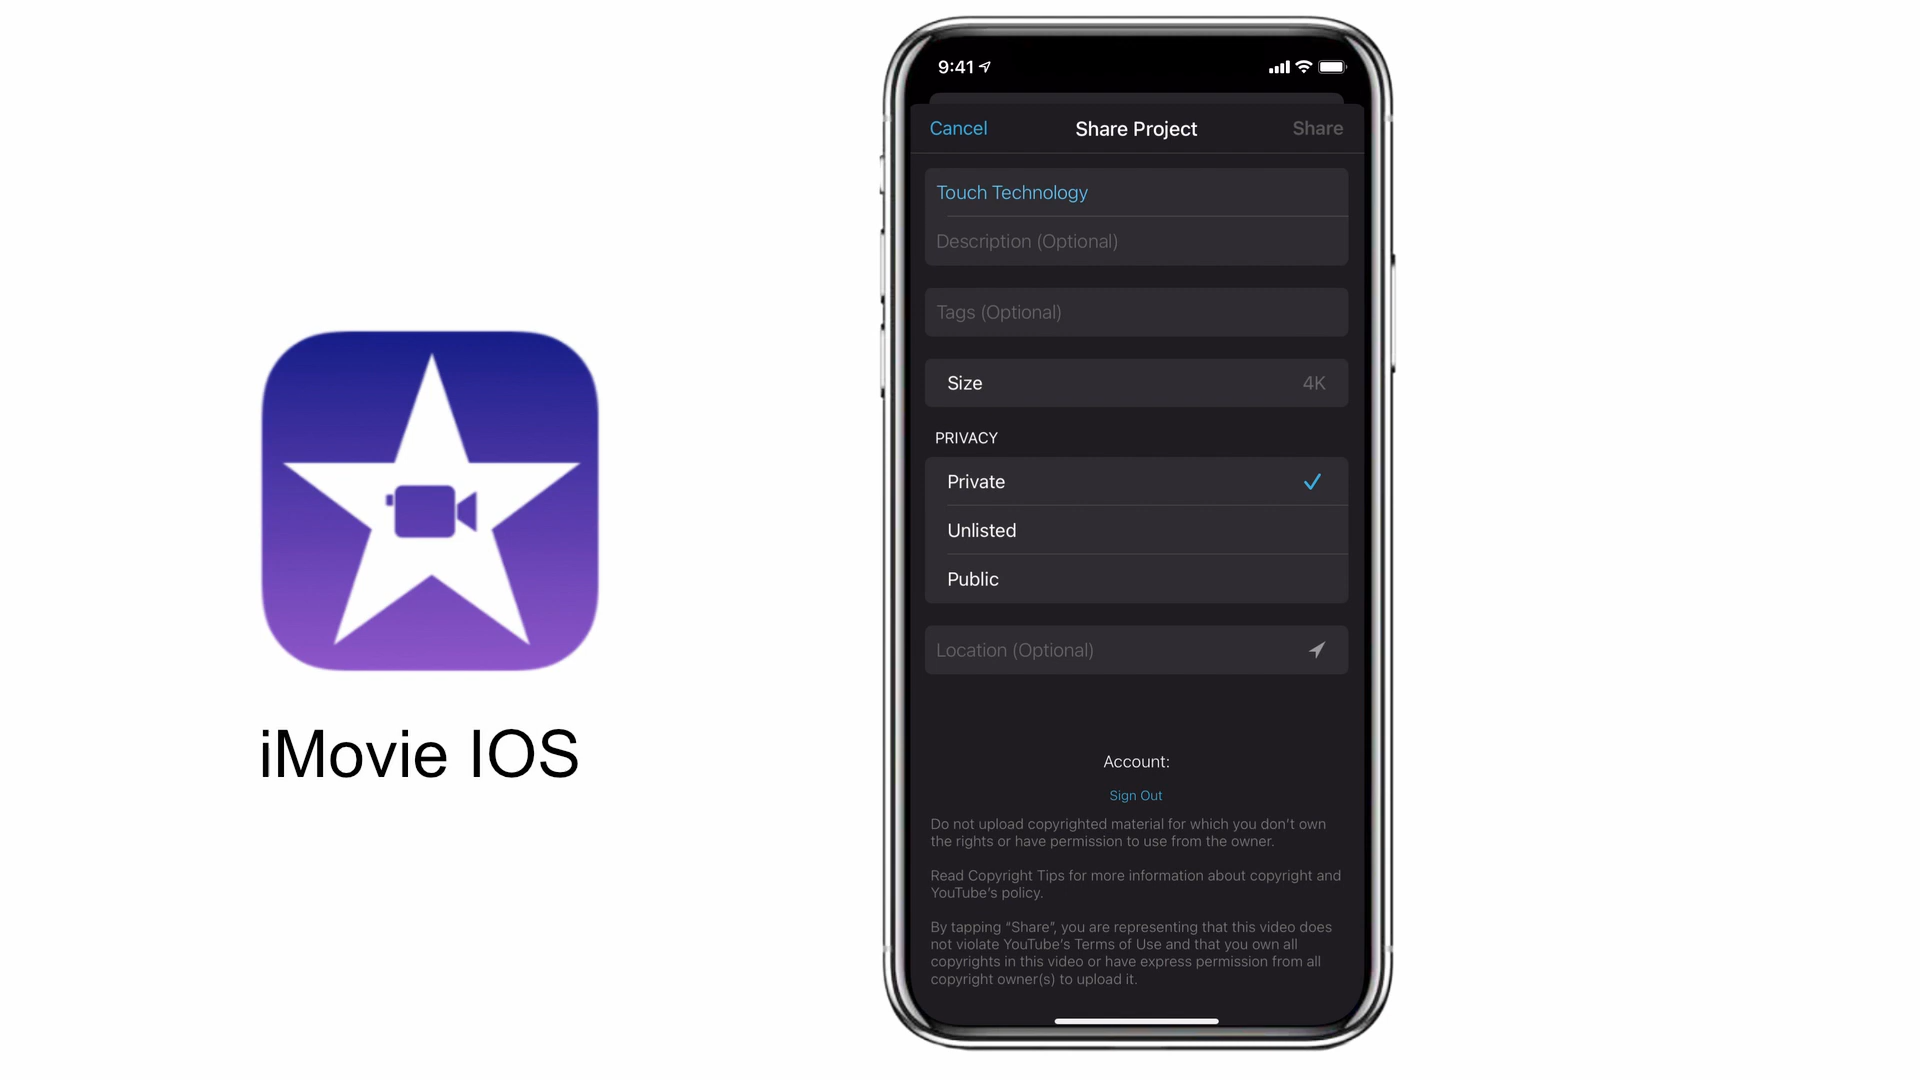 iMovie IOS
9:41
Cancel
Share Project
Share
Touch Technology
Description (Optional)
Tags (Optional)
Size
4K
PRIVACY
Private
Unlisted
Public
Location (Optional)
Account:
Sign Out
Do not upload copyrighted material for which you don't own
the rights or have permission to use from the owner.
Read Copyright Tips for more information about copyright and
YouTube's policy.
By tapping "Share", you are representing that this video does
not violate YouTube's Terms of Use and that you own all
copyrights in this video or have express permission from all
copyright owner(s) to upload it.